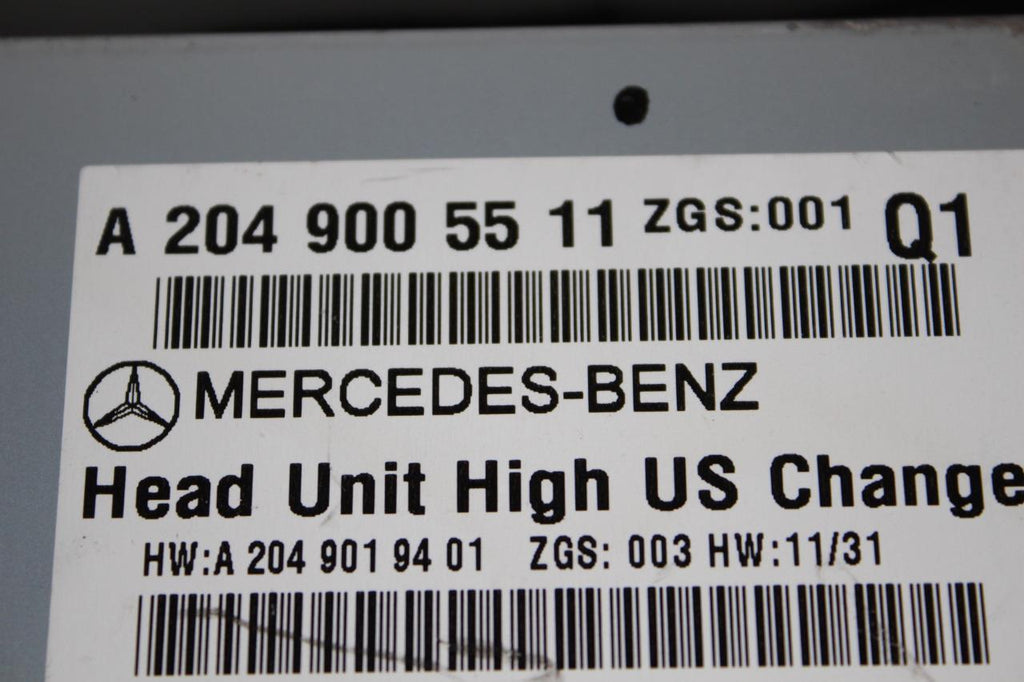 A 204 900 55 11 ZGS:001 Q1
MERCEDES-BENZ
Head Unit High US Change
HW:A 204 901 94 01 ZGS: 003 HW:11/31